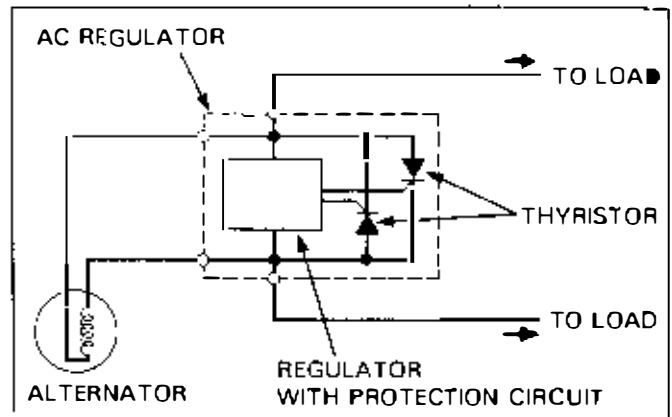 AC REGULATOR
TO LOAD
THYRISTOR
TO LOAD
REGULATOR
WITH PROTECTION CIRCUIT
ALTERNATOR